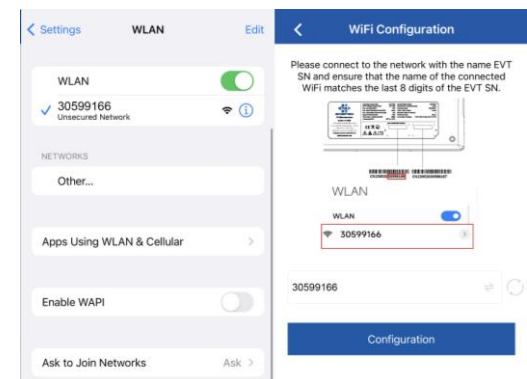 Settings
WLAN
Edit
WLAN
30599166
Unsecured Network
NETWORKS
Other...
Apps Using WLAN & Cellular
Enable WAPI
Ask to Join Networks
Ask
WiFi Configuration
Please connect to the network with the name EVT
SN and ensure that the name of the connected
WiFi matches the last 8 digits of the EVT SN.
WLAN
WLAN
30599166
30599166
Configuration